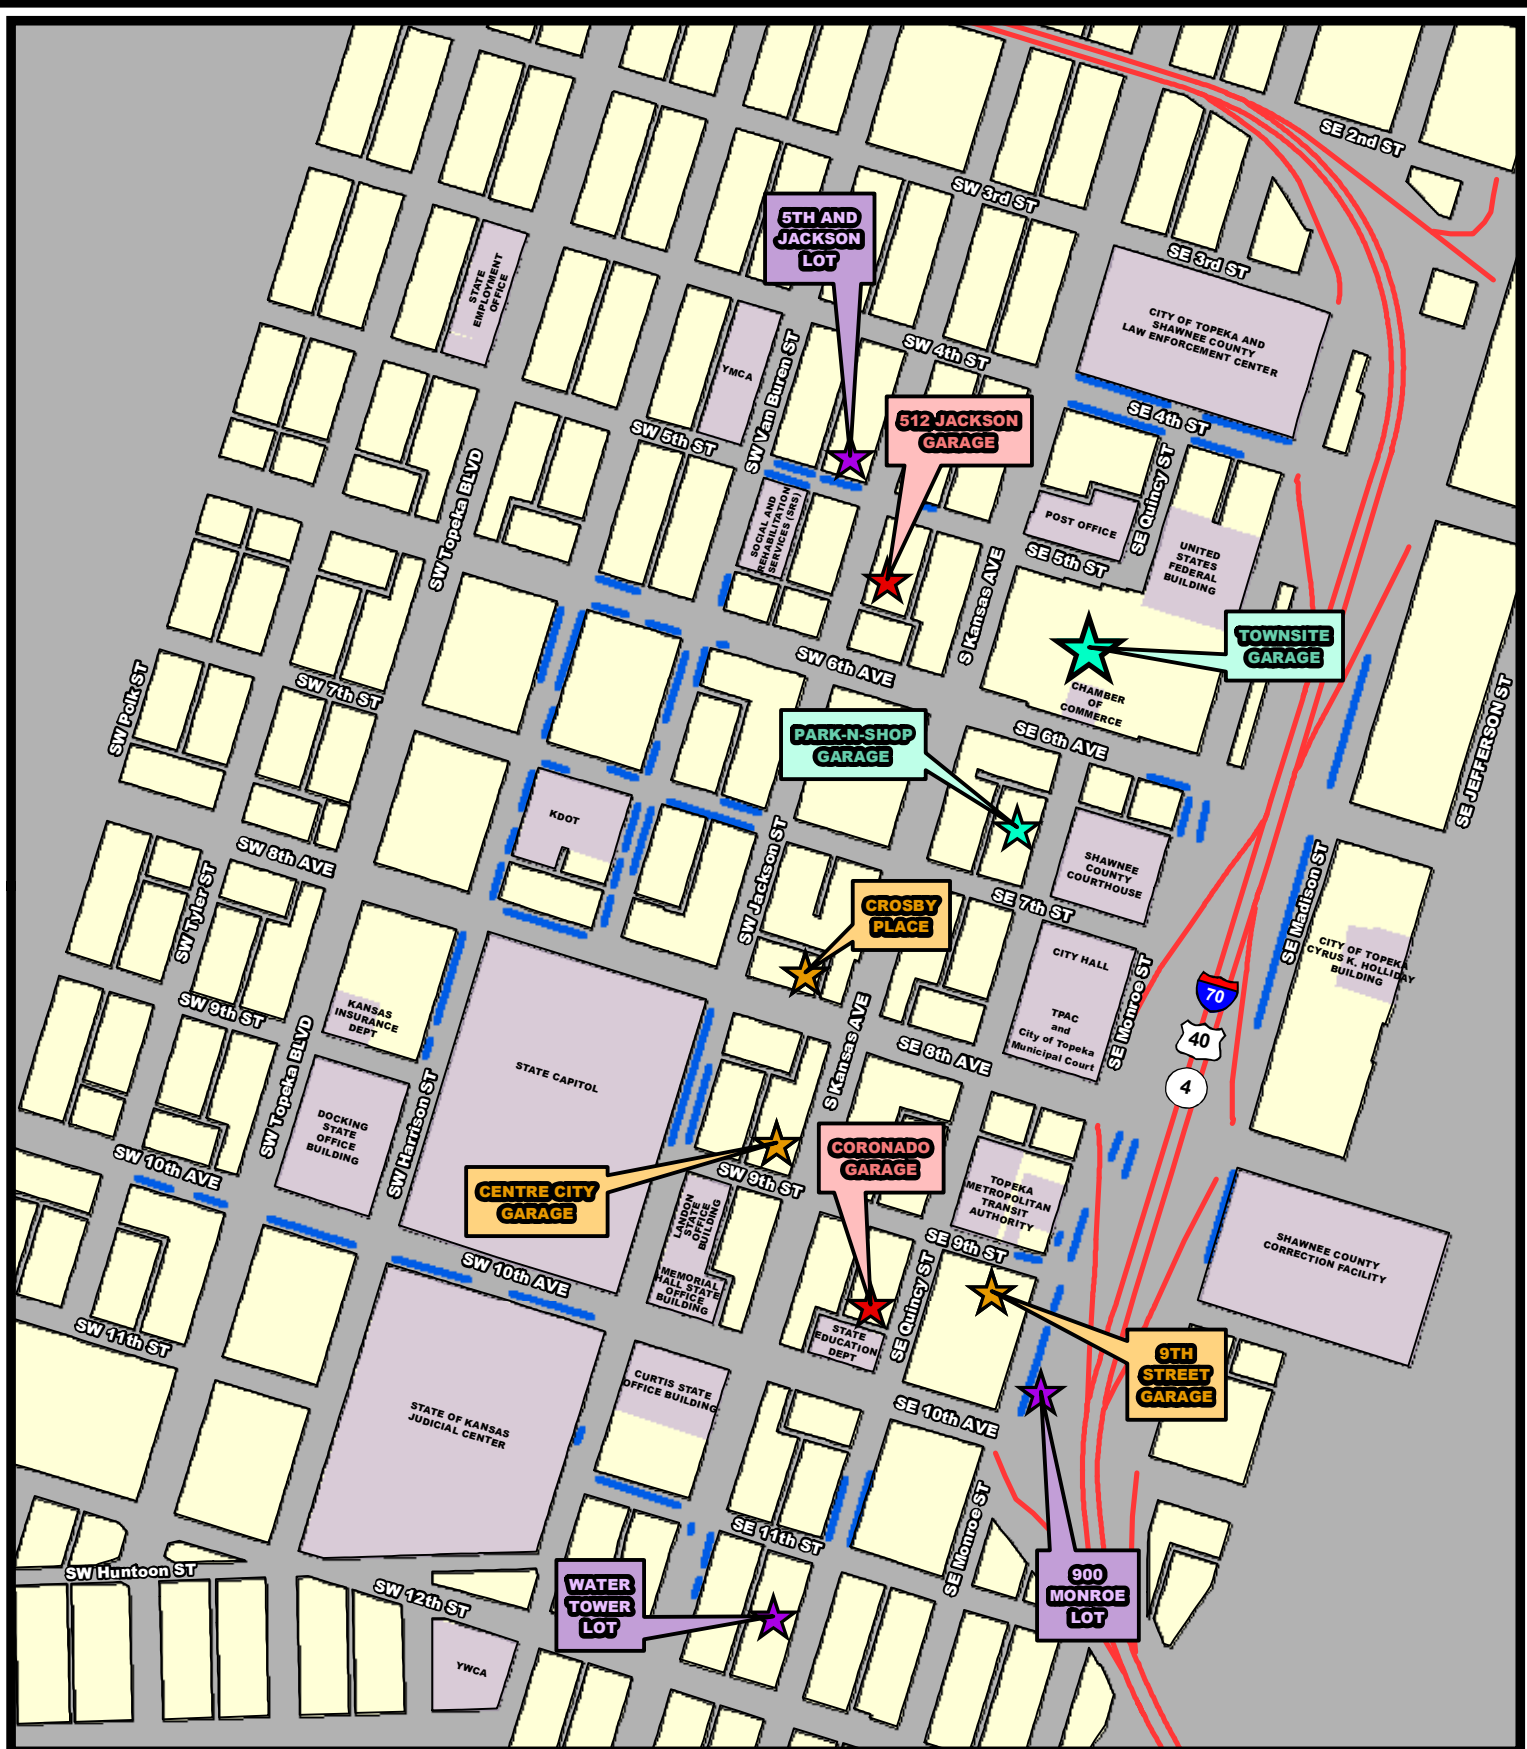 SE 2nd ST
SW 3rd ST
5TH AND
JACKSON
LOT
SE 3rd ST
STATE
EMPLOYMENT
OFFICE
CITY OF TOPEKA AND
SHAWNEE COUNTY
LAW ENFORCEMENT CENTER
SW 4th ST
YMCA
SW Van Buren ST
512 JACKSON
GARAGE
SE 4th ST
SW 5th ST
SW Topeka BLVD
SE Quincy ST
SOCIAL AND
REHABILITATION
SERVICES (SRS)
POST OFFICE
SE 5th ST
UNITED
STATES
FEDERAL
BUILDING
S Kansas AVE
TOWNSITE
GARAGE
SW 6th AVE
SW Polk ST
SW 7th ST
CHAMBER
OF
COMMERCE
SE JEFFERSON ST
PARK-N-SHOP
GARAGE
SE 6th AVE
KDOT
SW 8th AVE
SW Jackson ST
SHAWNEE
COUNTY
COURTHOUSE
SW Tyler ST
CROSBY
PLACE
SE 7th ST
SE Madison ST
CITY HALL
CITY OF TOPEKA
CYRUS K. HOLLIDAY
BUILDING
SE Monroe ST
70
KANSAS
INSURANCE
DEPT
SW 9th ST
S Kansas AVE
TPAC
and
City of Topeka
Municipal Court
40
SE 8th AVE
STATE CAPITOL
4
SW Topeka BLVD
DOCKING
STATE
OFFICE
BUILDING
SW Harrison ST
SW 10th AVE
CORONADO
GARAGE
CENTRE CITY
GARAGE
SW 9th ST
TOPEKA
METROPOLITAN
TRANSIT
AUTHORITY
LANDON
STATE
OFFICE
BUILDING
SE 9th ST
SHAWNEE COUNTY
CORRECTION FACILITY
SW 10th AVE
MEMORIAL
HALL STATE
OFFICE
BUILDING
SE Quincy ST
SW 11th ST
STATE
EDUCATION
DEPT
9TH
STREET
GARAGE
CURTIS STATE
OFFICE BUILDING
STATE OF KANSAS
JUDICIAL CENTER
SE 10th AVE
SE Monroe ST
SE 11th ST
SW Huntoon ST
SW 12th ST
WATER
TOWER
LOT
900
MONROE
LOT
YWCA